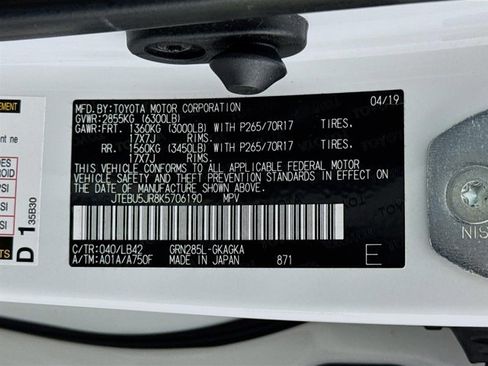 MFD. BY:TOYOTA MOTOR CORPORATION 04/19
GVWR:2855KG (6300LB)
GAWR:FRT. 1360KG (3000LB) WITH P265/70R17 TIRES,
17X7J RIMS,
RR. 1560KG (3450LB) WITH P265/70R17 TIRES,
17X7J RIMS,
THIS VEHICLE CONFORMS TO ALL APPLICABLE FEDERAL MOTOR
VEHICLE SAFETY AND THEFT PREVENTION STANDARDS IN EFFECT
ON THE DATE OF MANUFACTURE SHOWN ABOVE.
JTEBU5JR8K5706190 MPV
C/TR:040/LB42 GRN285L-GKAGKA
A/TM:A01A/A750F MADE IN JAPAN 871 E
D 1 35B30
NIS